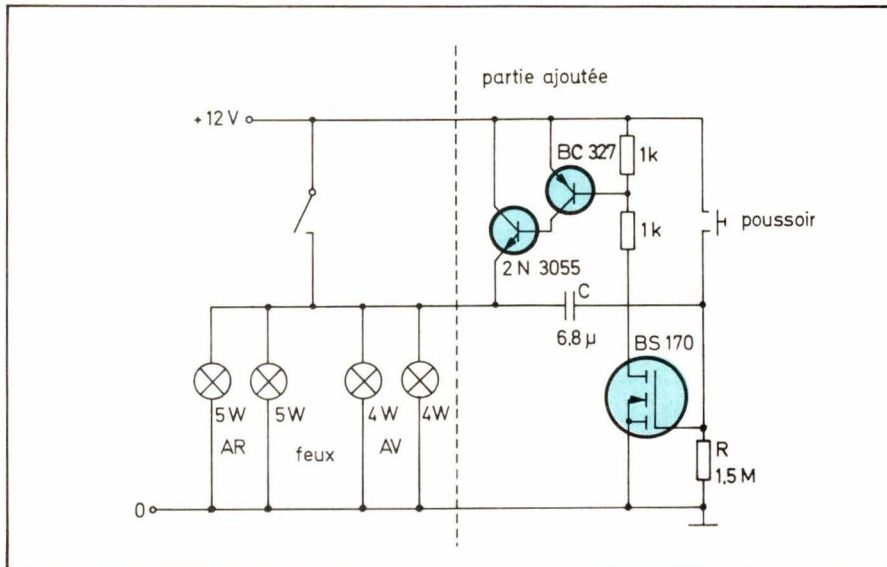 partie ajoutée
+12 V
BC 327
1k
1k
poussoir
2 N 3055
C
6,8 µ
BS 170
5 W
5 W
4 W
4 W
AR
feux
AV
R
1,5 M
0